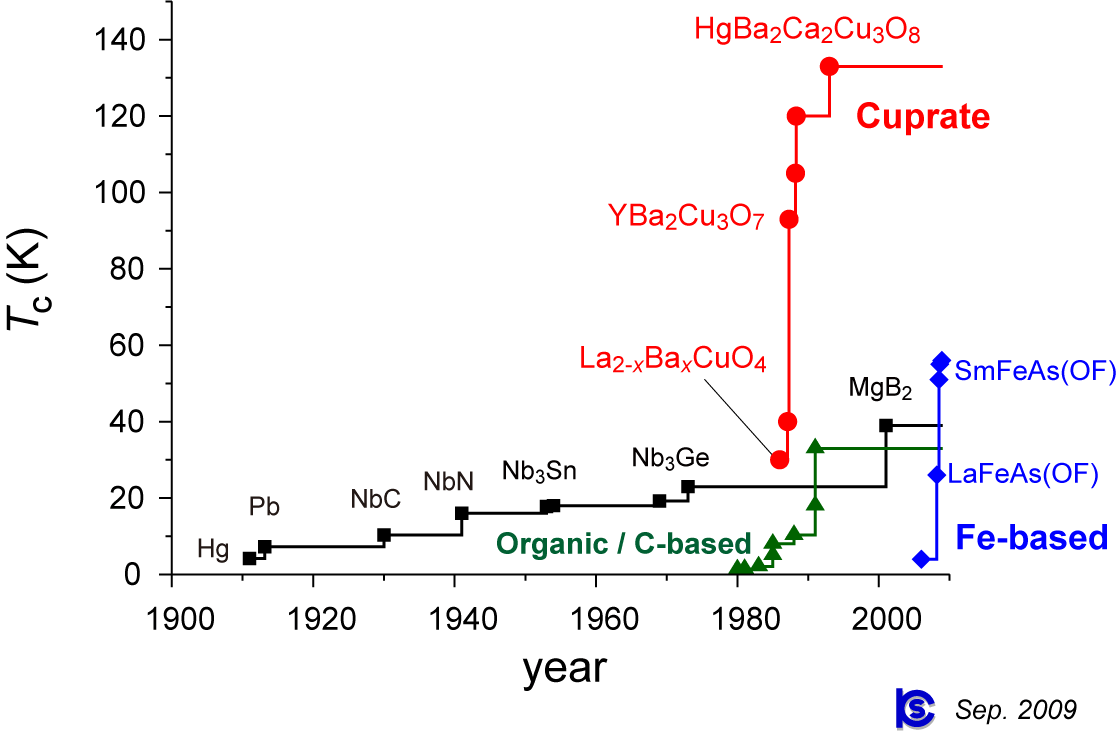 HgBa₂Ca₂Cu₃O₈
140
Cuprate
120
100
YBa₂Cu₃O₇
80
T_c (K)
60
La₂₋ₓBaₓCuO₄
SmFeAs(OF)
MgB₂
40
Nb₃Ge
Nb₃Sn
LaFeAs(OF)
NbN
NbC
20
Pb
Organic / C-based
Fe-based
Hg
0
1900 1920 1940 1960 1980 2000
year
Sep. 2009